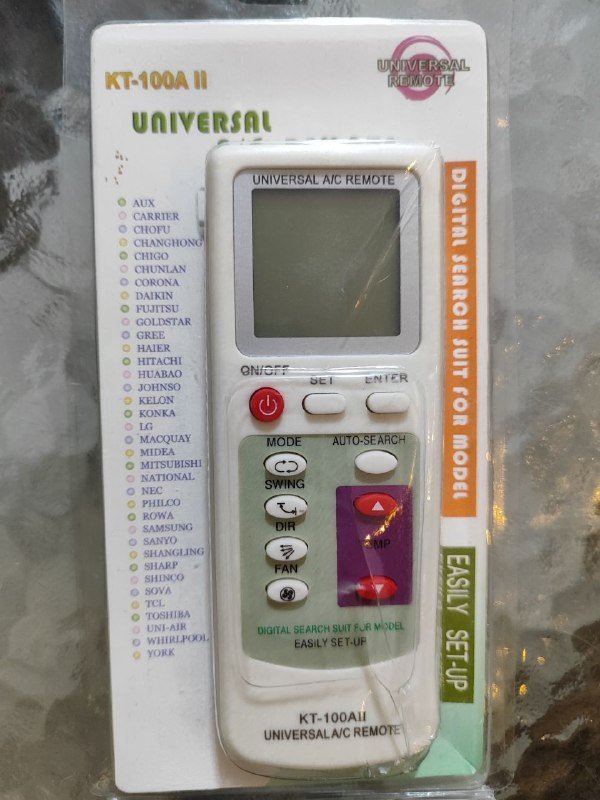 KT-100A II
UNIVERSAL
REMOTE
UNIVERSAL
UNIVERSAL A/C REMOTE
AUX
CARRIER
CHOFU
CHANGHONG
CHIGO
CHUNLAN
CORONA
DAIKIN
FUJITSU
GOLDSTAR
GREE
HAIER
HITACHI
HUABAO
JOHNSO
KELON
KONKA
LG
MACQUAY
MIDEA
MITSUBISHI
NATIONAL
NEC
PHILCO
ROWA
SAMSUNG
SANYO
SHANGLING
SHARP
SHINCO
SOVA
TCL
TOSHIBA
UNI-AIR
WHIRLPOOL
YORK
ON/OFF
SET
ENTER
MODE
AUTO-SEARCH
SWING
DIR
TEMP
FAN
DIGITAL SEARCH SUIT FOR MODEL
EASILY SET-UP
KT-100AII
UNIVERSAL A/C REMOTE
DIGITAL SEARCH SUIT FOR MODEL
EASILY SET-UP